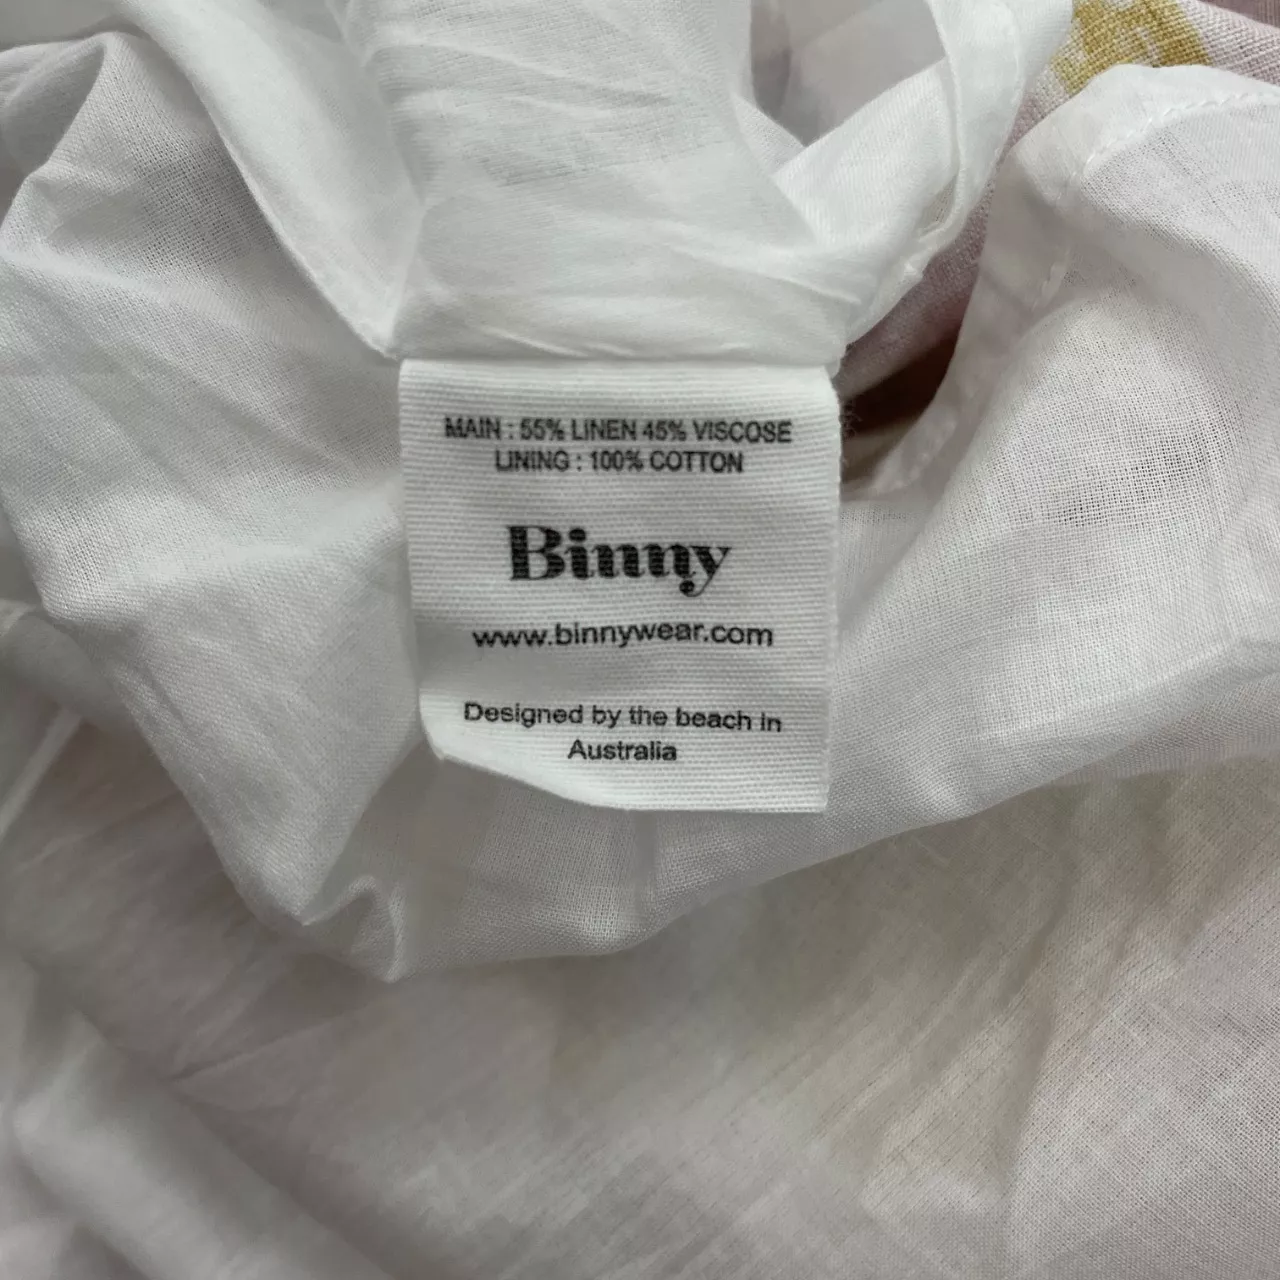 MAIN : 55% LINEN 45% VISCOSE
LINING : 100% COTTON
Binny
www.binnywear.com
Designed by the beach in
Australia